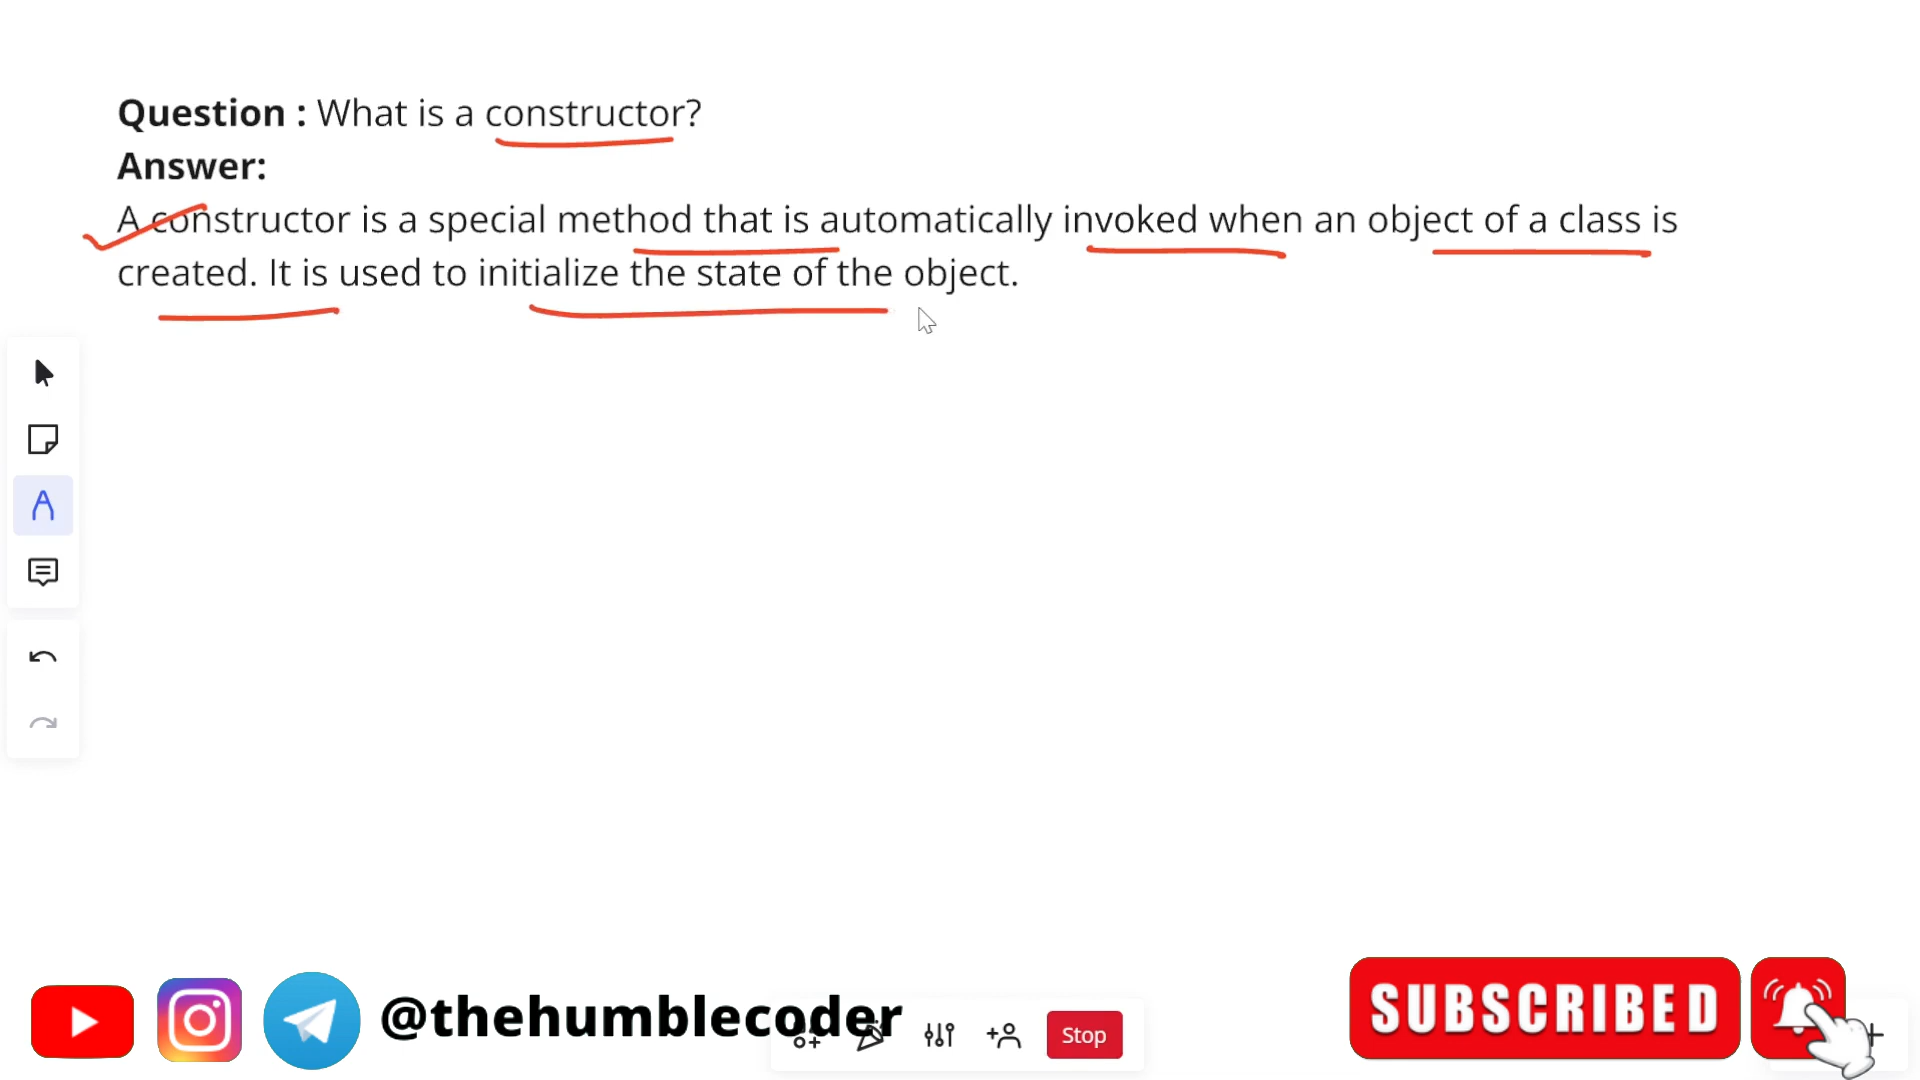 Question : What is a constructor?
Answer:
A constructor is a special method that is automatically invoked when an object of a class is
created. It is used to initialize the state of the object.
@thehumblecoder
Stop
SUBSCRIBED